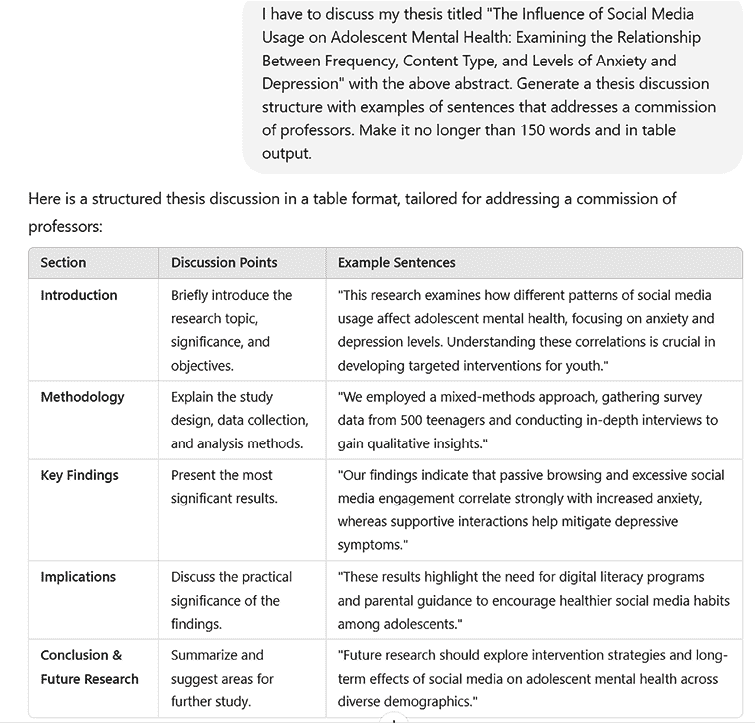 I have to discuss my thesis titled "The Influence of Social Media
Usage on Adolescent Mental Health: Examining the Relationship
Between Frequency, Content Type, and Levels of Anxiety and
Depression" with the above abstract. Generate a thesis discussion
structure with examples of sentences that addresses a commission
of professors. Make it no longer than 150 words and in table
output.
Here is a structured thesis discussion in a table format, tailored for addressing a commission of
professors:
Section Discussion Points Example Sentences
Introduction
Briefly introduce the
research topic,
significance, and
objectives.
"This research examines how different patterns of social media
usage affect adolescent mental health, focusing on anxiety and
depression levels. Understanding these correlations is crucial in
developing targeted interventions for youth."
Methodology
Explain the study
design, data collection,
and analysis methods.
"We employed a mixed-methods approach, gathering survey
data from 500 teenagers and conducting in-depth interviews to
gain qualitative insights."
Key Findings
Present the most
significant results.
"Our findings indicate that passive browsing and excessive social
media engagement correlate strongly with increased anxiety,
whereas supportive interactions help mitigate depressive
symptoms."
Implications
Discuss the practical
significance of the
findings.
"These results highlight the need for digital literacy programs
and parental guidance to encourage healthier social media habits
among adolescents."
Conclusion &
Future Research
Summarize and
suggest areas for
further study.
"Future research should explore intervention strategies and long-
term effects of social media on adolescent mental health across
diverse demographics."